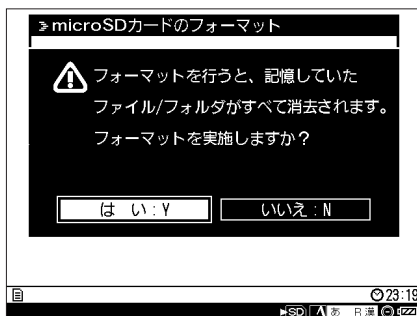 microSDカードのフォーマット
フォーマットを行うと、記憶していた
ファイル/フォルダがすべて消去されます。
フォーマットを実施しますか?
は い:Y
いいえ:N
23:19
SD あ R漢